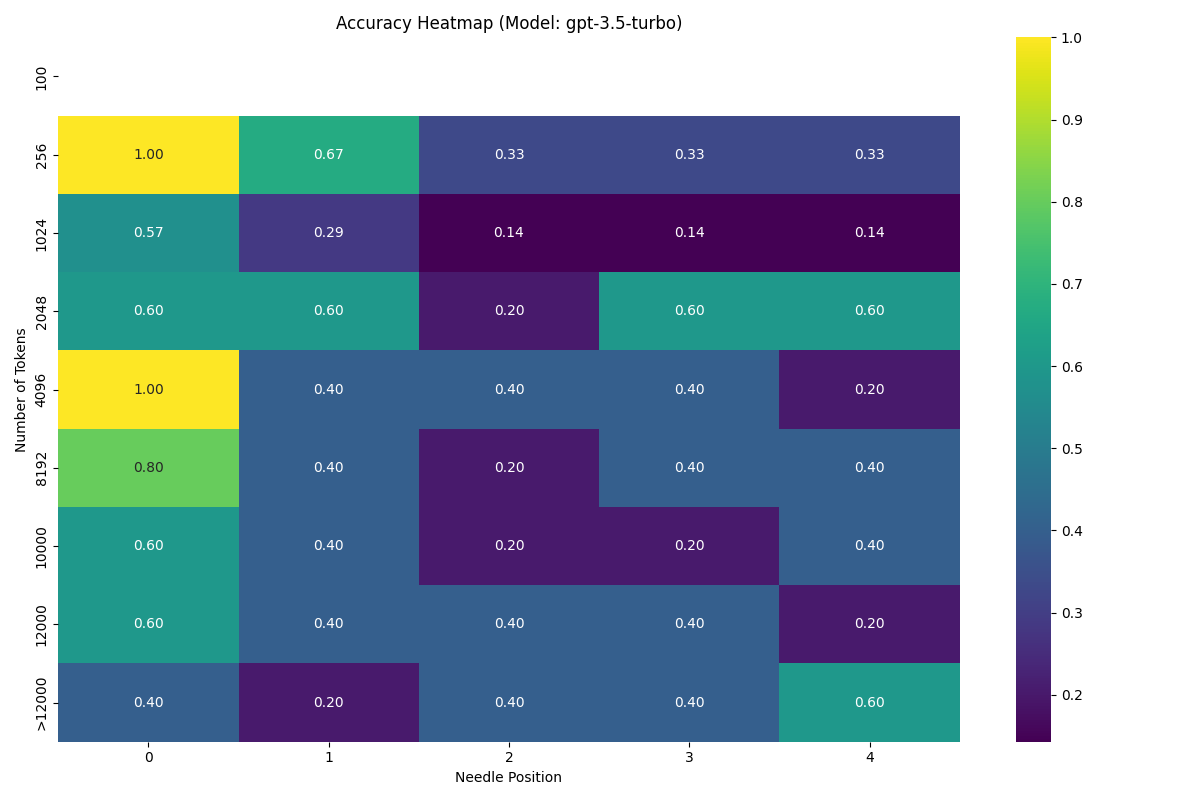 Accuracy Heatmap (Model: gpt-3.5-turbo)
Number of Tokens
100
256 1.00 0.67 0.33 0.33 0.33
1024 0.57 0.29 0.14 0.14 0.14
2048 0.60 0.60 0.20 0.60 0.60
4096 1.00 0.40 0.40 0.40 0.20
8192 0.80 0.40 0.20 0.40 0.40
10000 0.60 0.40 0.20 0.20 0.40
12000 0.60 0.40 0.40 0.40 0.20
>12000 0.40 0.20 0.40 0.40 0.60
0 1 2 3 4
Needle Position
1.0
0.9
0.8
0.7
0.6
0.5
0.4
0.3
0.2